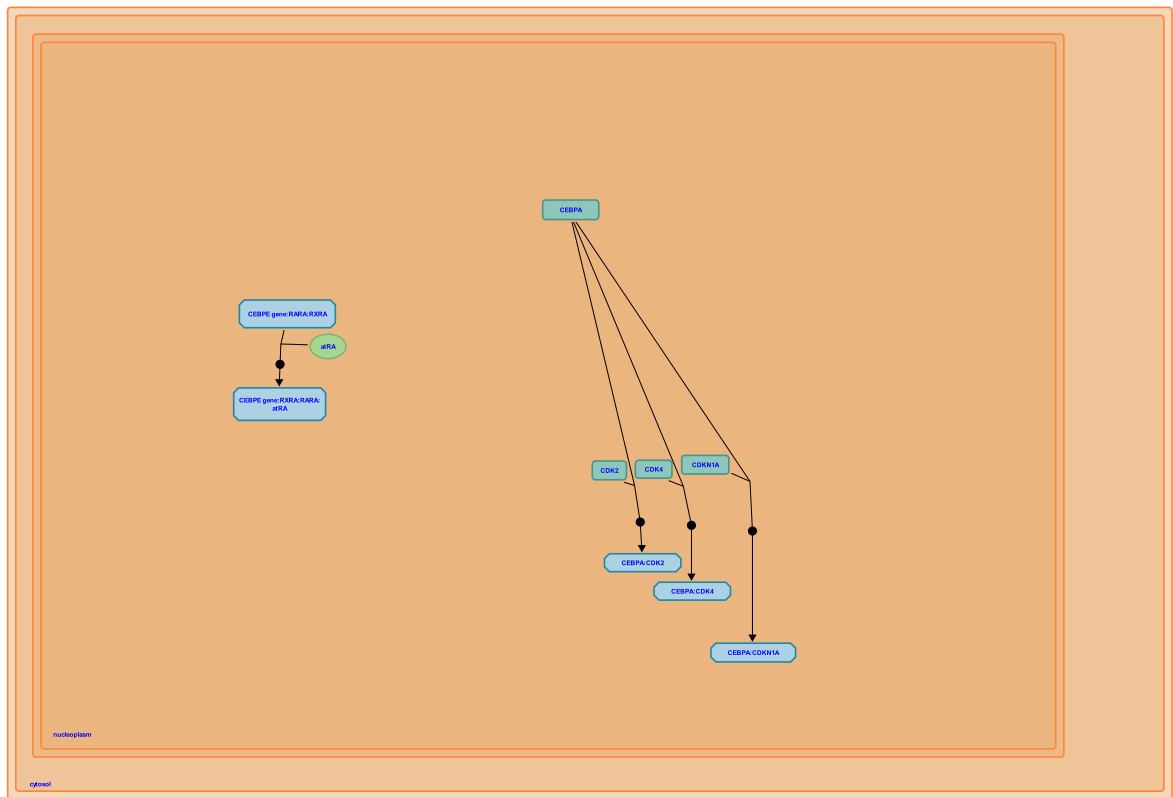 CEBPA
CEBPE gene:RARA:RXRA
atRA
CEBPE gene:RXRA:RARA:
atRA
CDK2
CDK4
CDKN1A
CEBPA:CDK2
CEBPA:CDK4
CEBPA:CDKN1A
nucleoplasm
cytosol